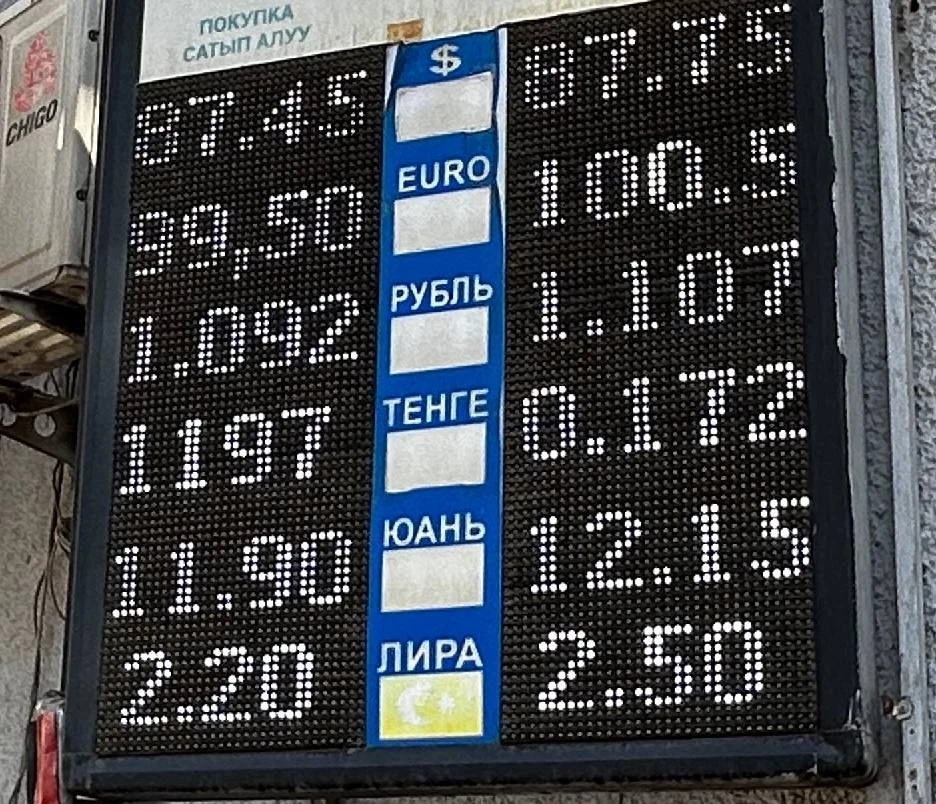 ПОКУПКА
САТЫП АЛУУ
CHIGO
87.45 $ 87.75
99,50 EURO 100.5
1.092 РУБЛЬ 1.107
1197 ТЕНГЕ 0.172
11.90 ЮАНЬ 12.15
2.20 ЛИРА 2.50